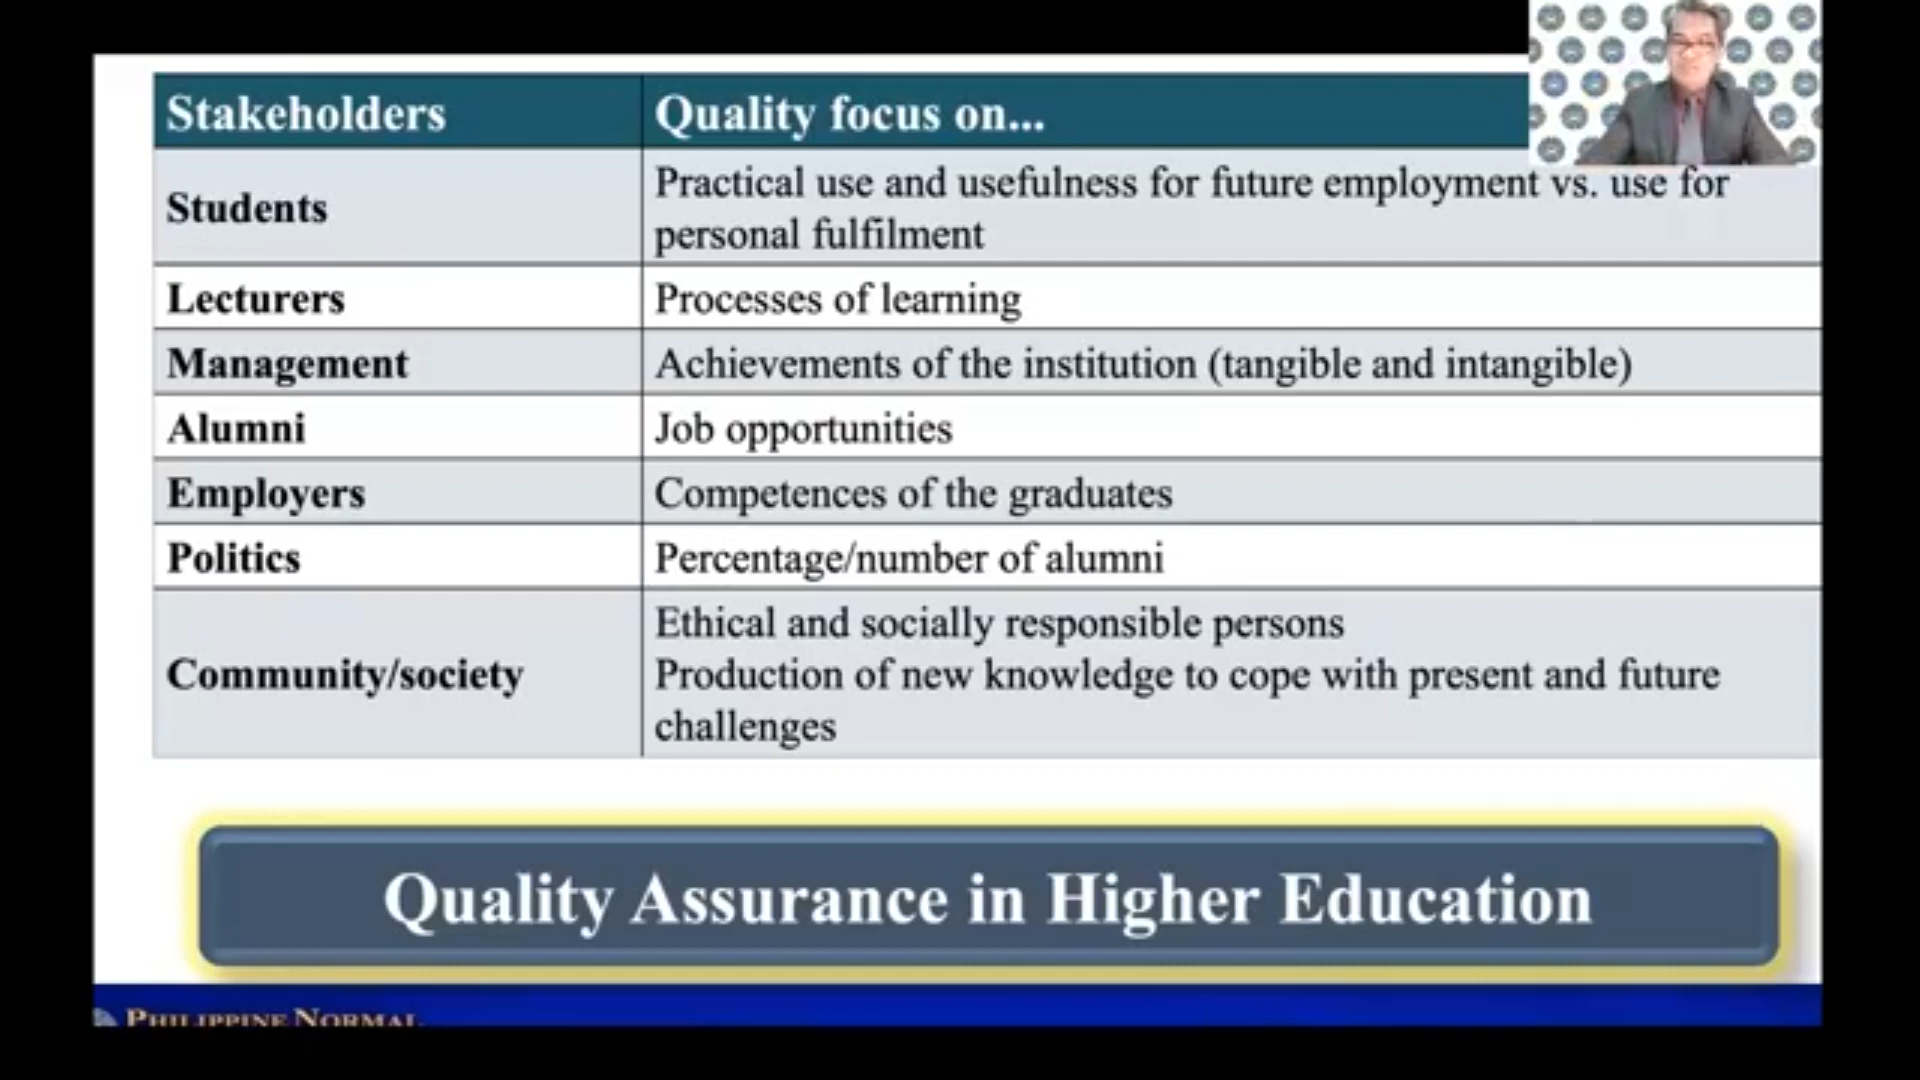 Stakeholders
Quality focus on...
Students
Practical use and usefulness for future employment vs. use for
personal fulfilment
Lecturers
Processes of learning
Management
Achievements of the institution (tangible and intangible)
Alumni
Job opportunities
Employers
Competences of the graduates
Politics
Percentage/number of alumni
Community/society
Ethical and socially responsible persons
Production of new knowledge to cope with present and future
challenges
Quality Assurance in Higher Education
PHILIPPINE NORMAL